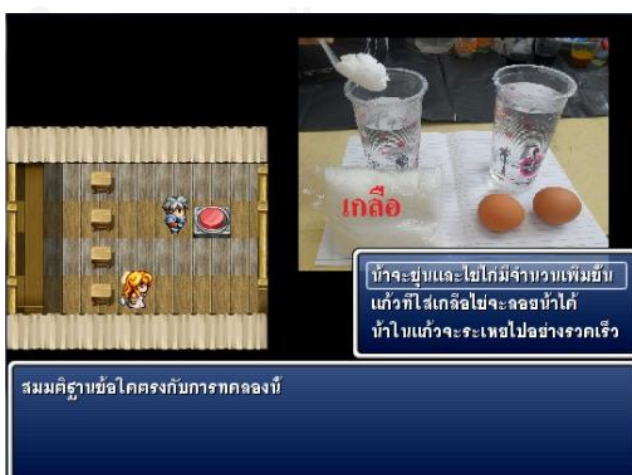 เกลือ
น้ำจะขุ่นและไข่ไก่มีจำนวนเพิ่มขึ้น
แก้วที่ใส่เกลือไข่จะลอยน้ำได้
น้ำในแก้วจะระเหยไปอย่างรวดเร็ว
สมมติฐานข้อใดตรงกับการทดลองนี้